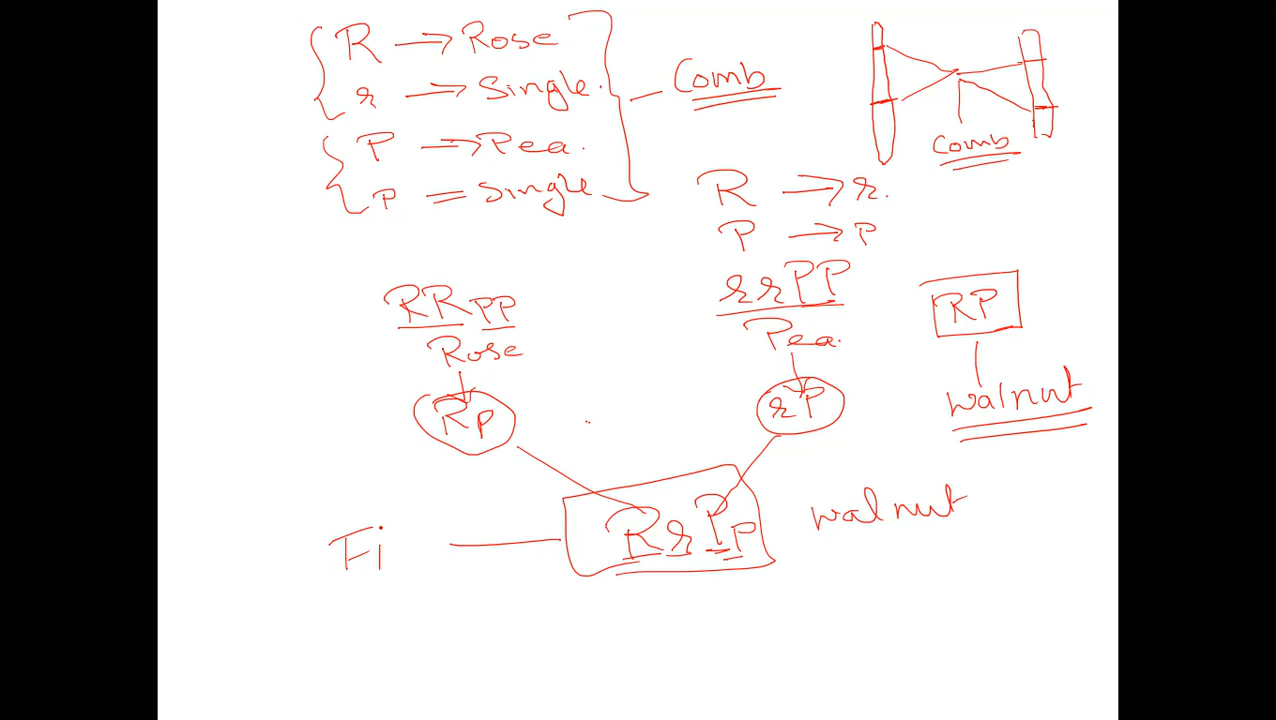 R → Rose
r → Single.
P → Pea.
p = Single
Comb
Comb
R → r.
P → p
RRpp
Rose
Rp
rrPP
Pea.
rP
RP
walnut
F1
RrPp
walnut